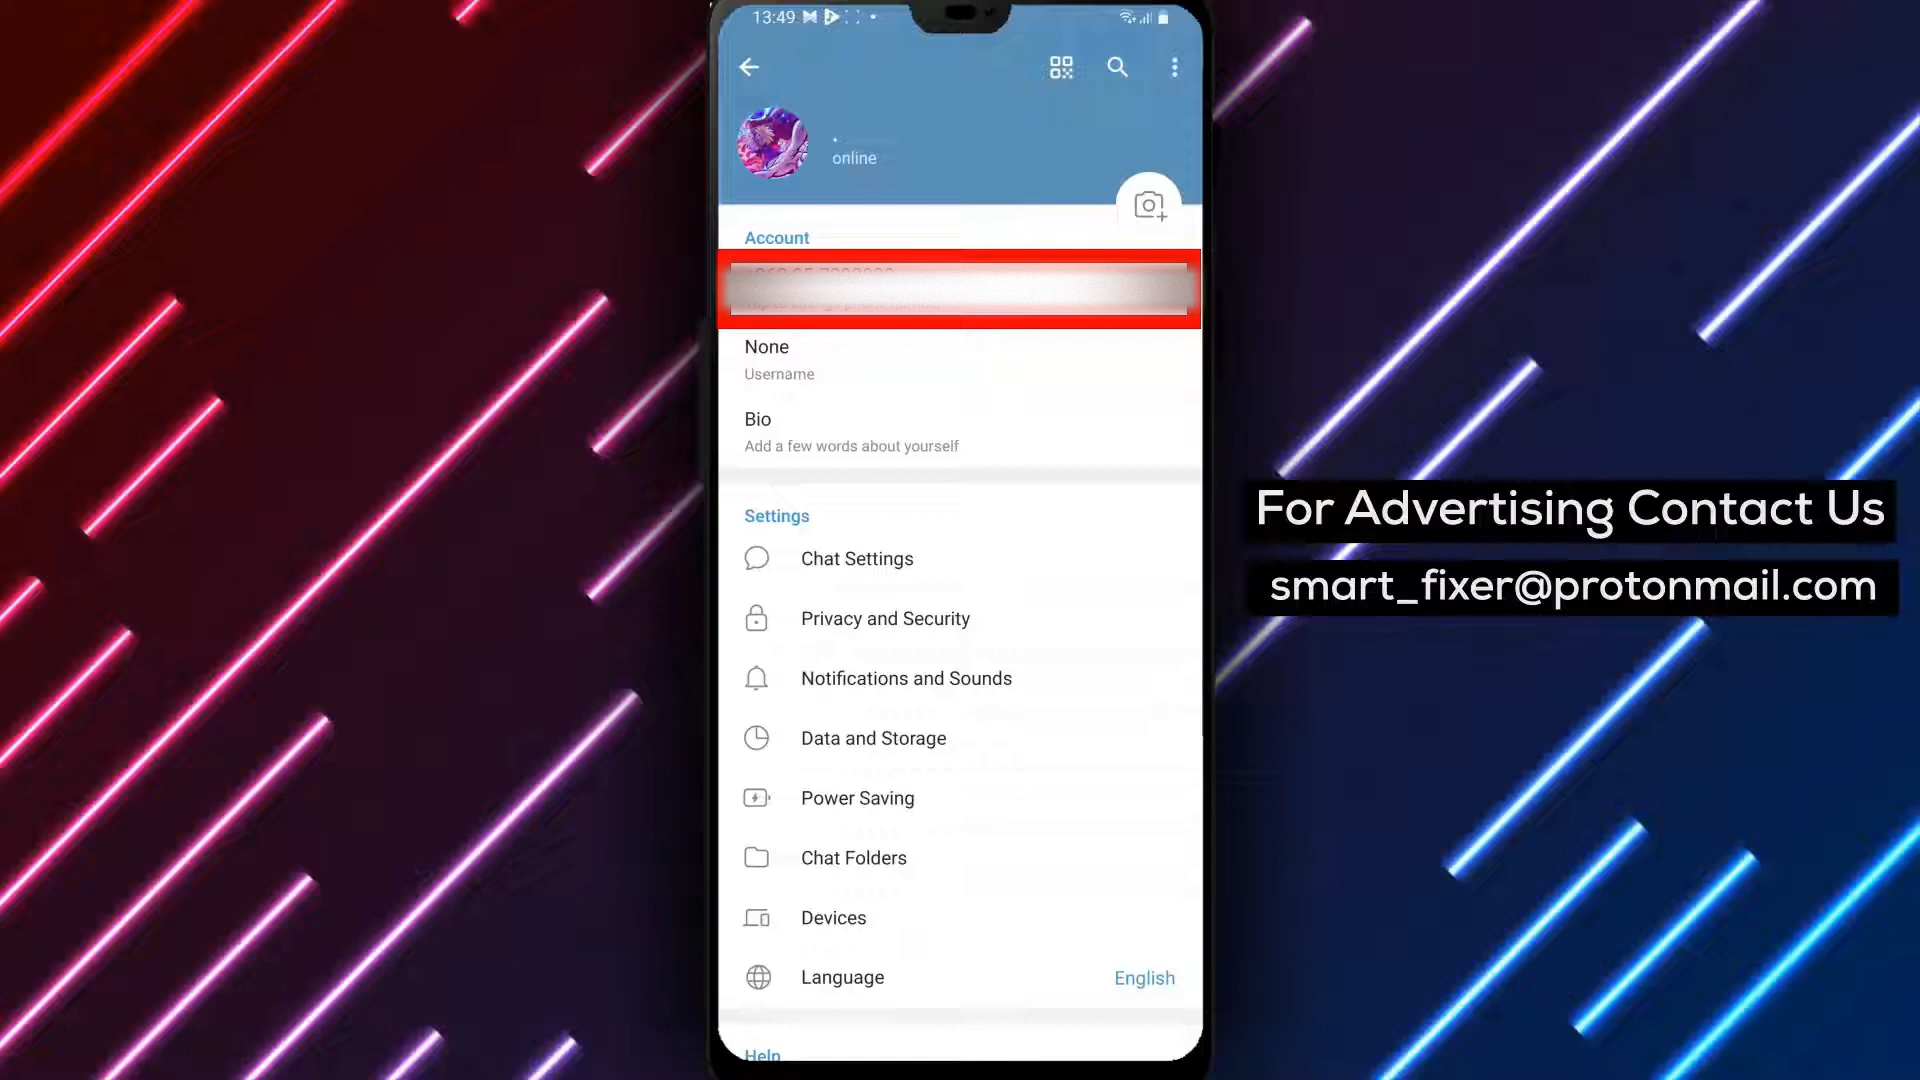 13:49
online
Account
None
Username
Bio
Add a few words about yourself
Settings
Chat Settings
Privacy and Security
Notifications and Sounds
Data and Storage
Power Saving
Chat Folders
Devices
Language English
Help
For Advertising Contact Us
smart_fixer@protonmail.com